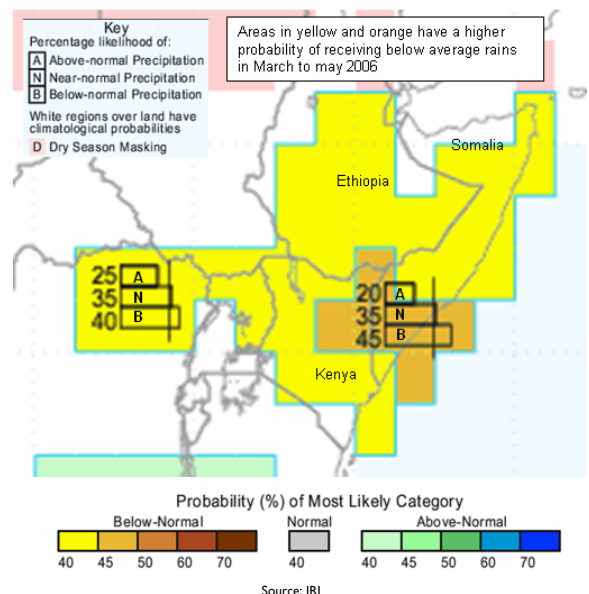 Key
Percentage likelihood of:
A Above-normal Precipitation
N Near-normal Precipitation
B Below-normal Precipitation
White regions over land have
climatological probabilities
D Dry Season Masking
Areas in yellow and orange have a higher
probability of receiving below average rains
in March to may 2006
Somalia
Ethiopia
25 A
35 N
40 B
20 A
35 N
45 B
Kenya
Probability (%) of Most Likely Category
Below-Normal Normal Above-Normal
40 45 50 60 70 40 40 45 50 60 70
Source: IRI